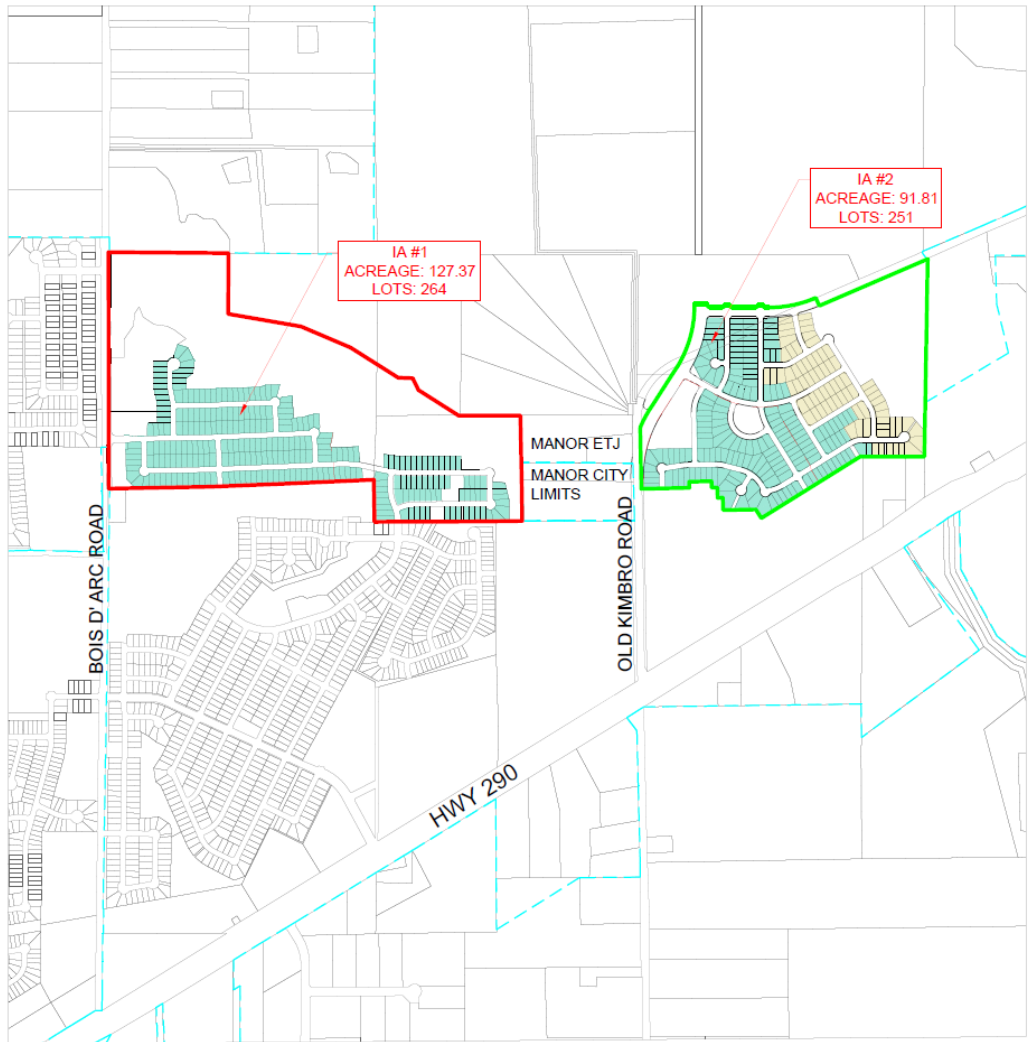 IA #2
ACREAGE: 91.81
LOTS: 251
IA #1
ACREAGE: 127.37
LOTS: 264
MANOR ETJ
MANOR CITY
LIMITS
BOIS D' ARC ROAD
OLD KIMBRO ROAD
HWY 290